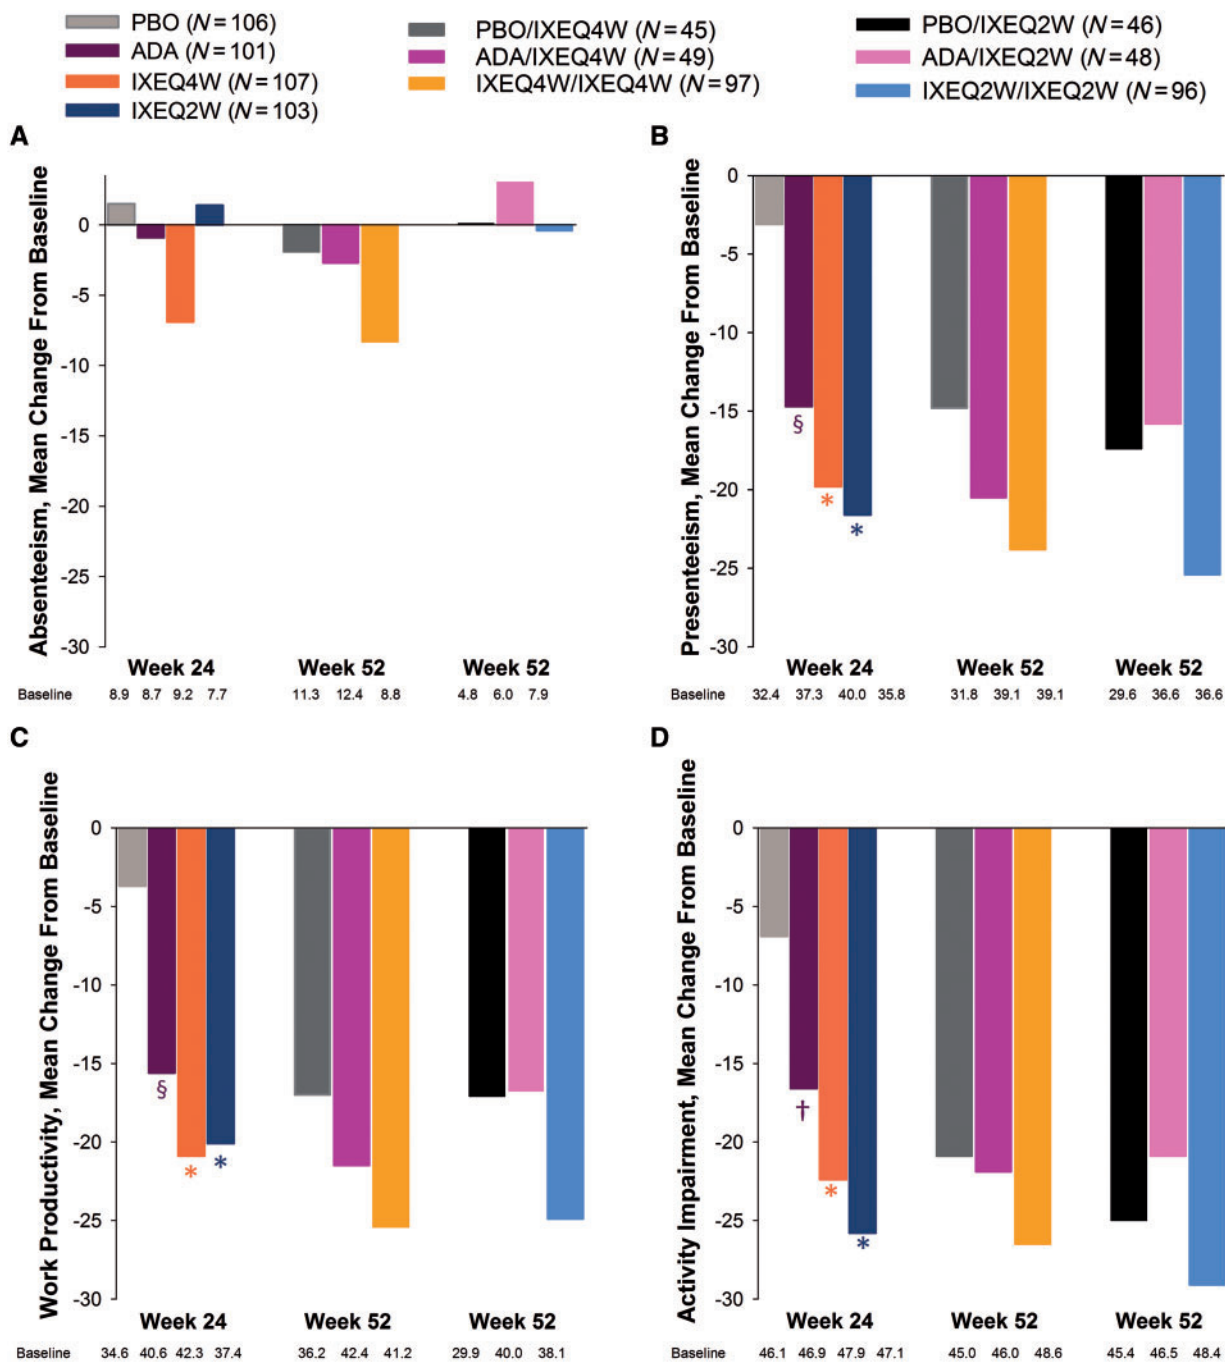 PBO (N=106)
ADA (N=101)
IXEQ4W (N=107)
IXEQ2W (N=103)
PBO/IXEQ4W (N=45)
ADA/IXEQ4W (N=49)
IXEQ4W/IXEQ4W (N=97)
PBO/IXEQ2W (N=46)
ADA/IXEQ2W (N=48)
IXEQ2W/IXEQ2W (N=96)
A
Absenteeism, Mean Change From Baseline
0
-5
-10
-15
-20
-25
-30
Week 24 Week 52 Week 52
Baseline 8.9 8.7 9.2 7.7 11.3 12.4 8.8 4.8 6.0 7.9
B
Presenteeism, Mean Change From Baseline
0
-5
-10
-15
-20
-25
-30
§
*
*
Week 24 Week 52 Week 52
32.4 37.3 40.0 35.8 31.8 39.1 39.1 29.6 36.6 36.6
C
Work Productivity, Mean Change From Baseline
0
-5
-10
-15
-20
-25
-30
§
*
*
Week 24 Week 52 Week 52
Baseline 34.6 40.6 42.3 37.4 36.2 42.4 41.2 29.9 40.0 38.1
D
Activity Impairment, Mean Change From Baseline
0
-5
-10
-15
-20
-25
-30
†
*
*
Week 24 Week 52 Week 52
46.1 46.9 47.9 47.1 45.0 46.0 48.6 45.4 46.5 48.4